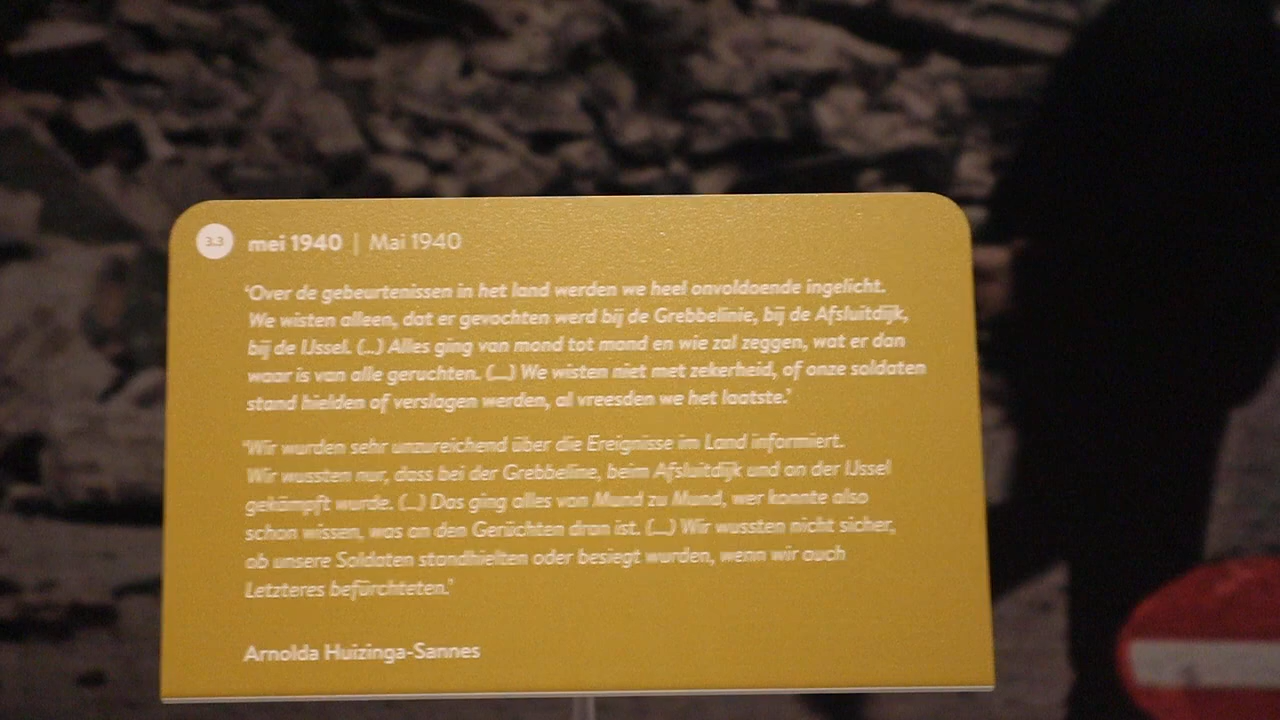 3.3 mei 1940 | Mai 1940
'Over de gebeurtenissen in het land werden we heel onvoldoende ingelicht.
We wisten alleen, dat er gevochten werd bij de Grebbelinie, bij de Afsluitdijk,
bij de IJssel. (...) Alles ging van mond tot mond en wie zal zeggen, wat er dan
waar is van alle geruchten. (...) We wisten niet met zekerheid, of onze soldaten
stand hielden of verslagen werden, al vreesden we het laatste.'
'Wir wurden sehr unzureichend über die Ereignisse im Land informiert.
Wir wussten nur, dass bei der Grebbeline, beim Afsluitdijk und an der IJssel
gekämpft wurde. (...) Das ging alles von Mund zu Mund, wer konnte also
schon wissen, was an den Gerüchten dran ist. (...) Wir wussten nicht sicher,
ob unsere Soldaten standhielten oder besiegt wurden, wenn wir auch
Letzteres befürchteten.'
Arnolda Huizinga-Sannes